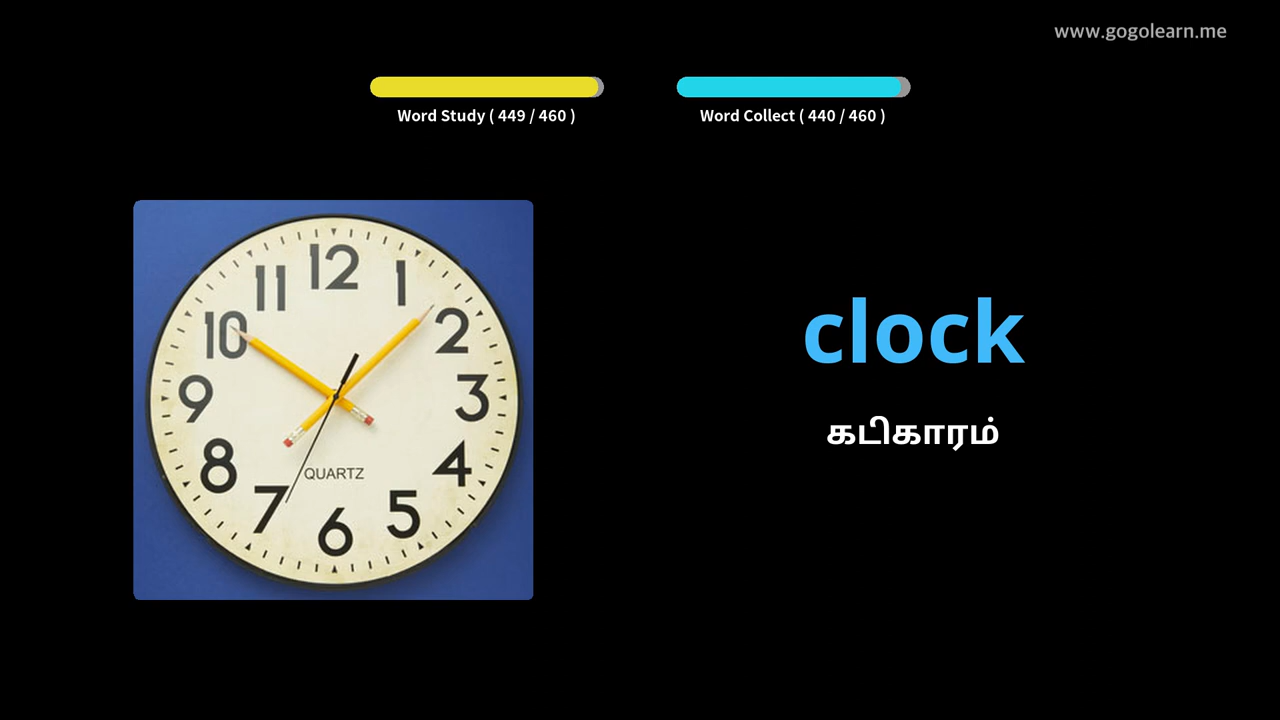 www.gogolearn.me
Word Study ( 449 / 460 )
Word Collect ( 440 / 460 )
12
11
1
10
2
9
3
8
4
7
5
6
QUARTZ
clock
கடிகாரம்